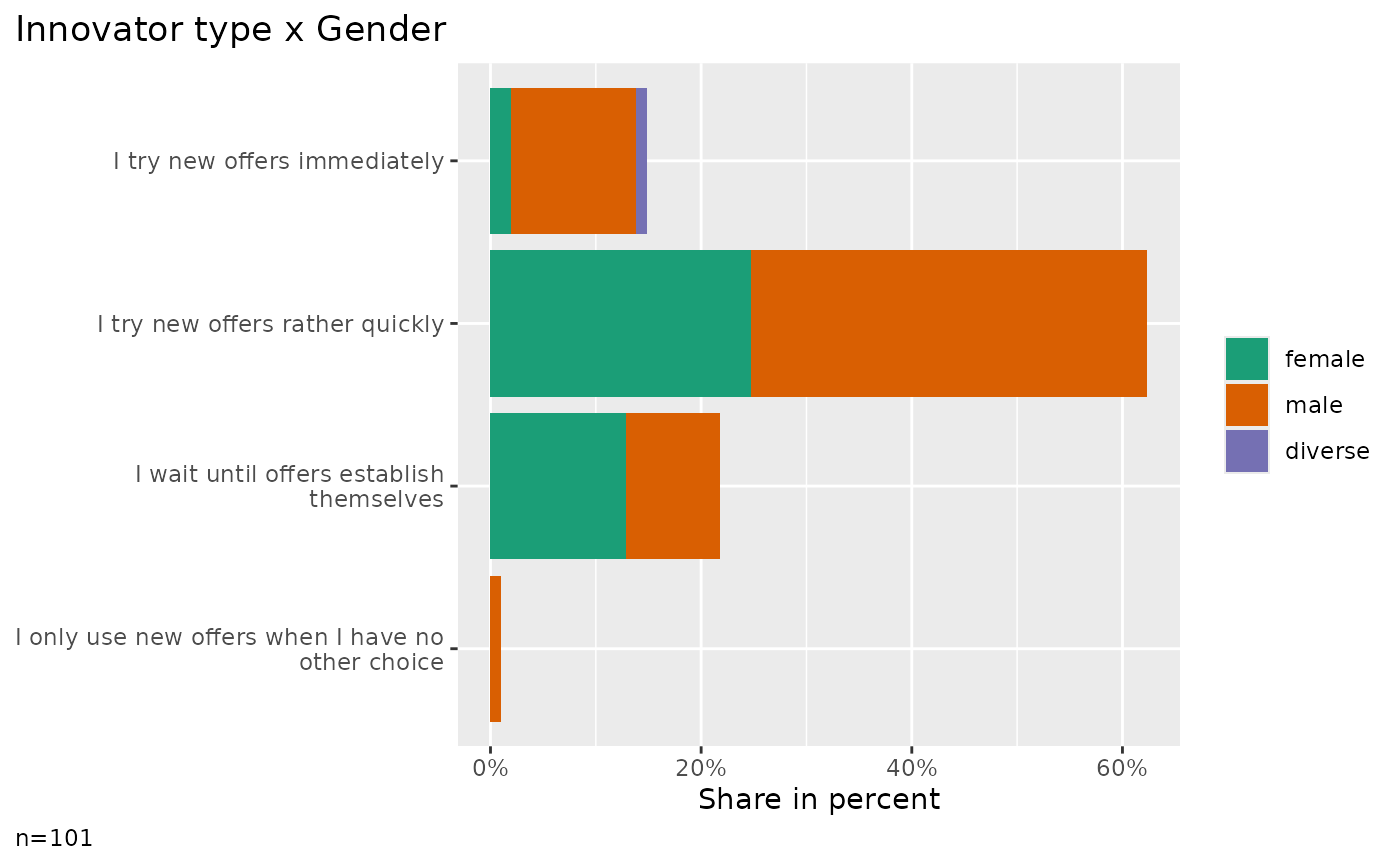 Innovator type x Gender
I try new offers immediately
I try new offers rather quickly
I wait until offers establish
themselves
I only use new offers when I have no
other choice
0%
20%
40%
60%
Share in percent
female
male
diverse
n=101